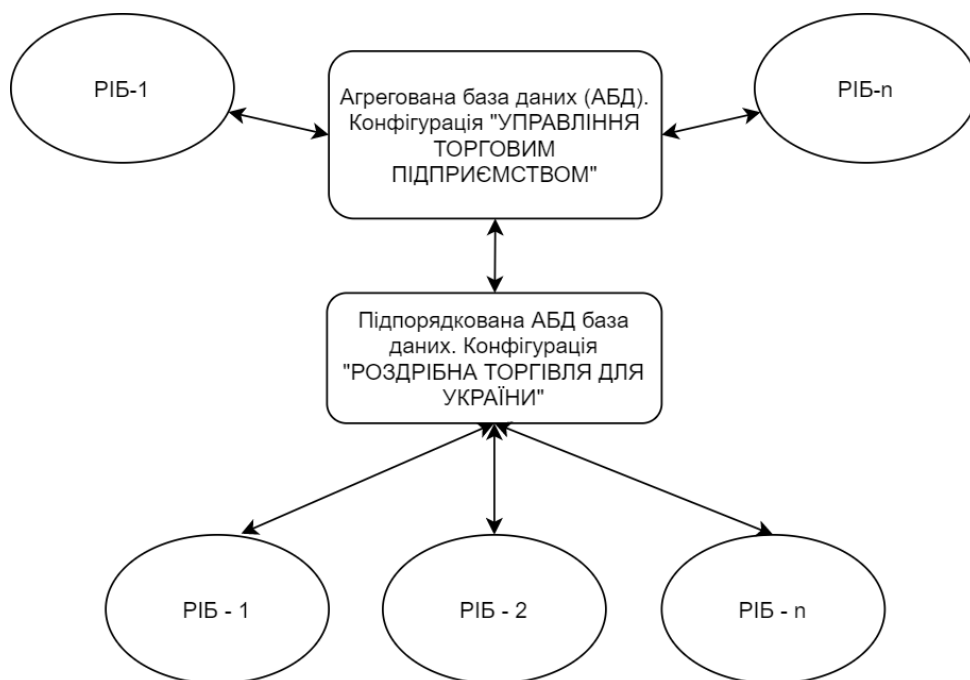 РІБ-1
Агрегована база даних (АБД).
Конфігурація "УПРАВЛІННЯ
ТОРГОВИМ
ПІДПРИЄМСТВОМ"
РІБ-n
Підпорядкована АБД база
даних. Конфігурація
"РОЗДРІБНА ТОРГІВЛЯ ДЛЯ
УКРАЇНИ"
РІБ - 1
РІБ - 2
РІБ - n